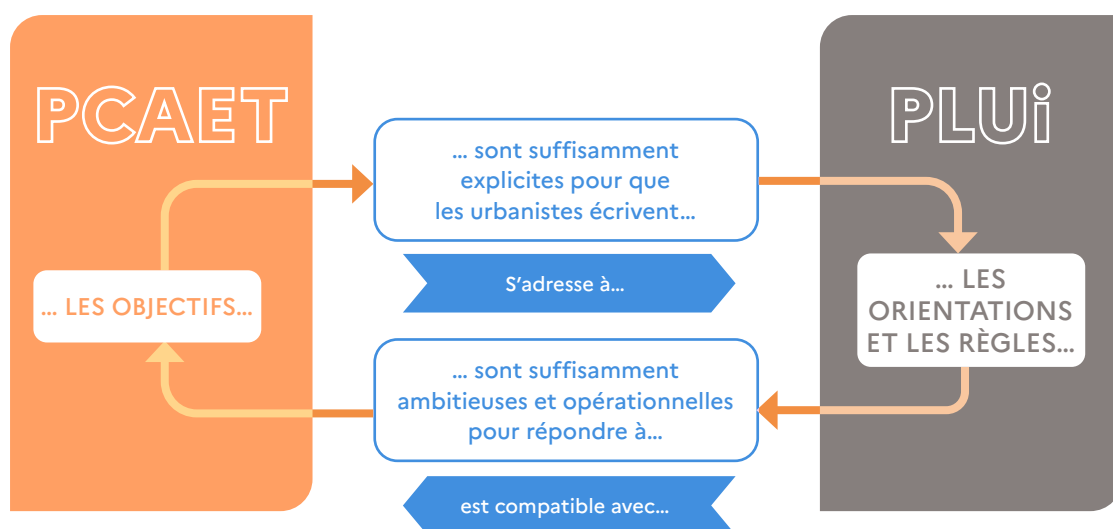 PCAET
PLUi
... sont suffisamment
explicites pour que
les urbanistes écrivent...
S’adresse à...
... LES OBJECTIFS...
... LES
ORIENTATIONS
ET LES RÈGLES...
... sont suffisamment
ambitieuses et opérationnelles
pour répondre à...
est compatible avec...